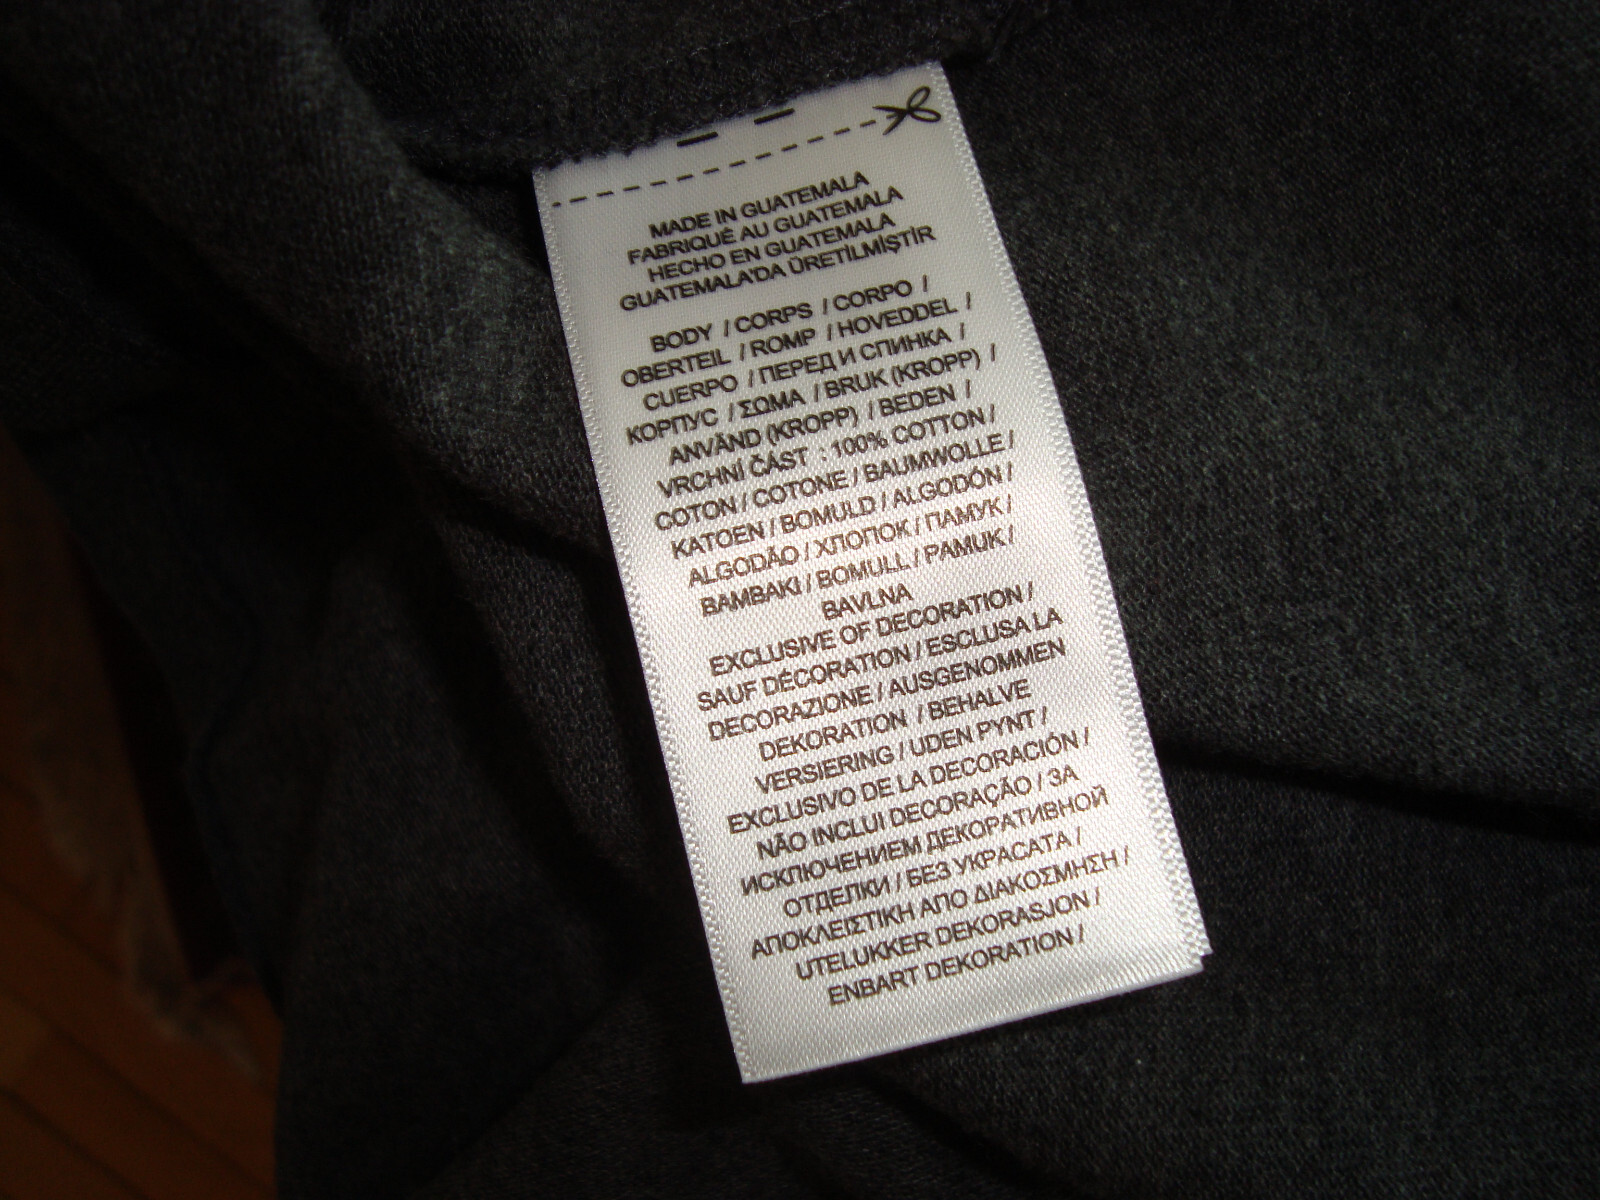 MADE IN GUATEMALA
FABRIQUÉ AU GUATEMALA
HECHO EN GUATEMALA
GUATEMALA'DA ÜRETİLMİŞTİR
BODY / CORPS / CORPO /
OBERTEIL / ROMP / HOVEDDEL /
CUERPO / ПЕРЕД И СПИНКА /
КОРПУС / ΣΩΜΑ / BRUK (KROPP) /
ANVÄND (KROPP) / BEDEN /
VRCHNÍ ČÁST : 100% COTTON /
COTON / COTONE / BAUMWOLLE /
KATOEN / BOMULD / ALGODÓN /
ALGODÃO / ХЛОПОК / ПАМУК /
BAMBAKI / BOMULL / PAMUK /
BAVLNA
EXCLUSIVE OF DECORATION /
SAUF DÉCORATION / ESCLUSA LA
DECORAZIONE / AUSGENOMMEN
DEKORATION / BEHALVE
VERSIERING / UDEN PYNT /
EXCLUSIVO DE LA DECORACIÓN /
NÃO INCLUI DECORAÇÃO / ЗА
ИСКЛЮЧЕНИЕМ ДЕКОРАТИВНОЙ
ОТДЕЛКИ / БЕЗ УКРАСАТА /
ΑΠΟΚΛΕΙΣΤΙΚΗ ΑΠΟ ΔΙΑΚΟΣΜΗΣΗ /
UTELUKKER DEKORASJON /
ENBART DEKORATION /